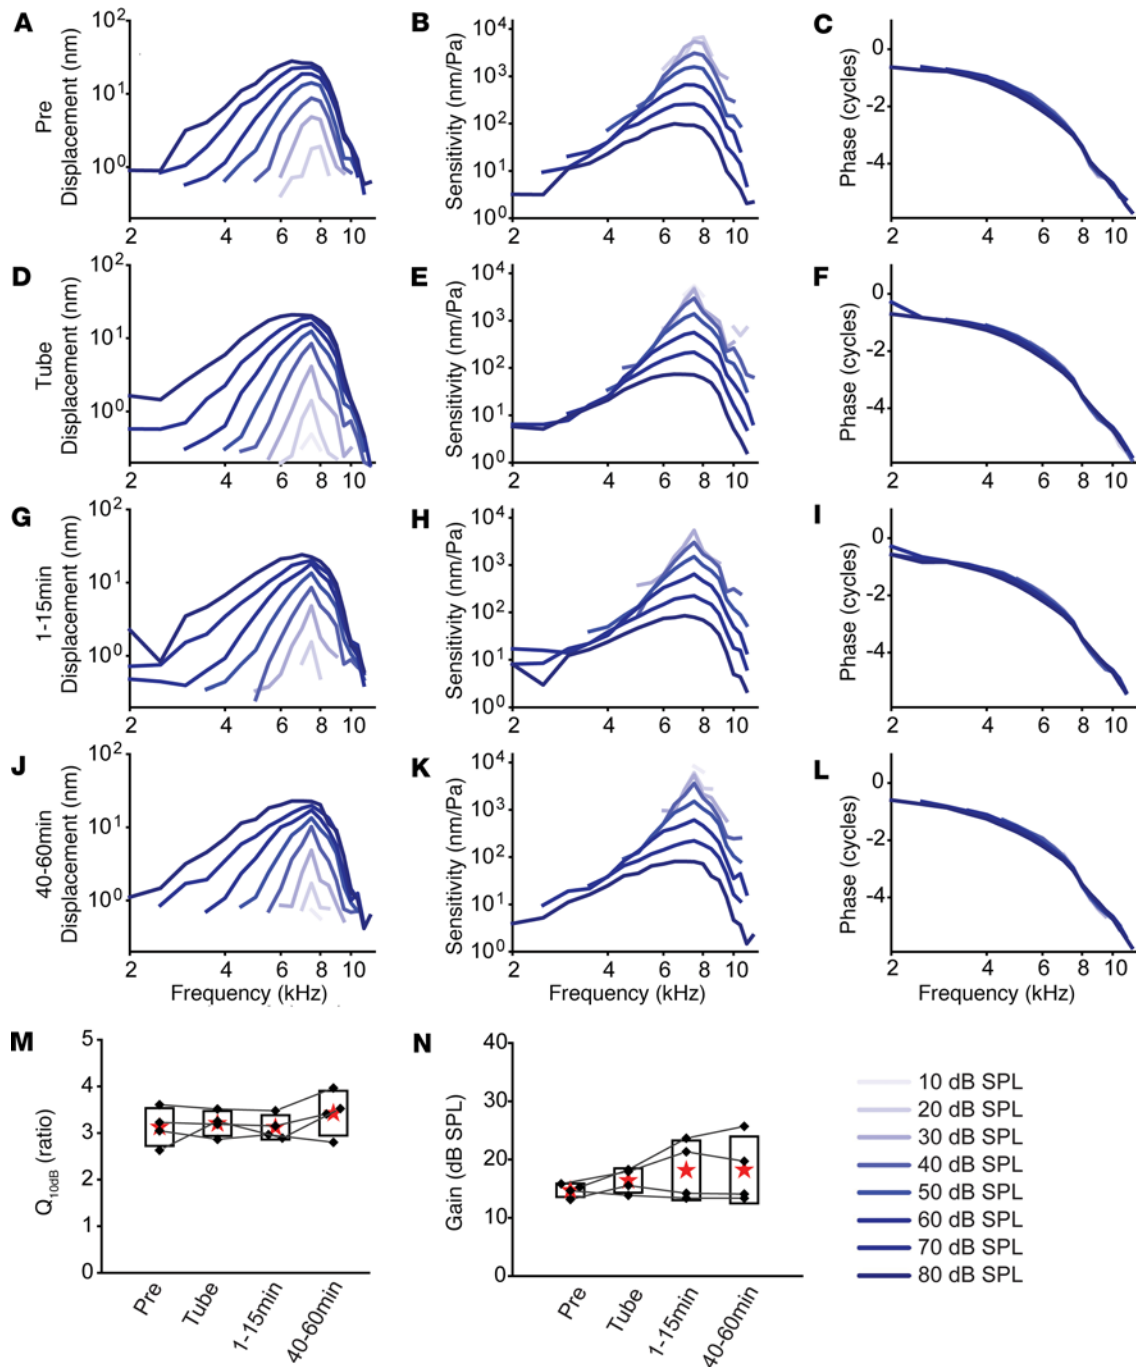 A
Pre
Displacement (nm)
10² 10¹ 10⁰
2 4 6 8 10
B
Sensitivity (nm/Pa)
10⁴ 10³ 10² 10¹ 10⁰
2 4 6 8 10
C
Phase (cycles)
0 -2 -4
4 6 8 10
D
Tube
Displacement (nm)
10² 10¹ 10⁰
2 4 6 8 10
E
Sensitivity (nm/Pa)
10⁴ 10³ 10² 10¹ 10⁰
2 4 6 8 10
F
Phase (cycles)
0 -2 -4
2 4 6 8 10
G
1-15min
Displacement (nm)
10² 10¹ 10⁰
2 4 6 8 10
H
Sensitivity (nm/Pa)
10⁴ 10³ 10² 10¹ 10⁰
2 4 6 8 10
I
Phase (cycles)
0 -2 -4
2 4 6 8 10
J
40-60min
Displacement (nm)
10² 10¹ 10⁰
2 4 6 8 10
Frequency (kHz)
K
Sensitivity (nm/Pa)
10⁴ 10³ 10² 10¹ 10⁰
2 4 6 8 10
Frequency (kHz)
L
Phase (cycles)
0 -2 -4
2 4 6 8 10
Frequency (kHz)
M
Q10dB (ratio)
5 4 3 2 1 0
Pre Tube 1-15min 40-60min
N
Gain (dB SPL)
40 30 20 10 0
Pre Tube 1-15min 40-60min
10 dB SPL
20 dB SPL
30 dB SPL
40 dB SPL
50 dB SPL
60 dB SPL
70 dB SPL
80 dB SPL